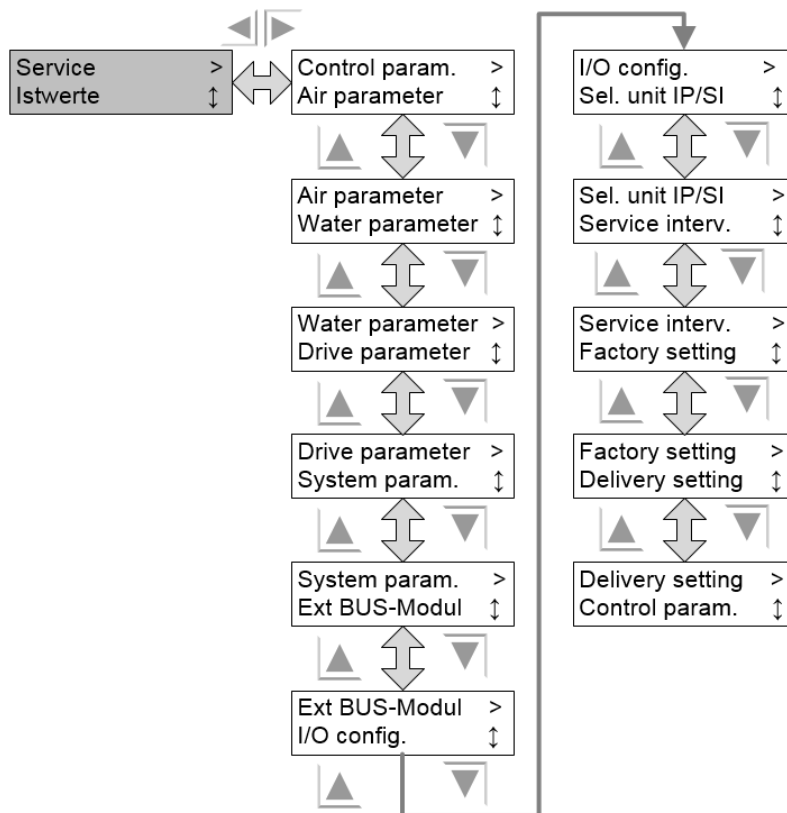 Service >
Istwerte ↕
Control param. >
Air parameter ↕
Air parameter >
Water parameter ↕
Water parameter >
Drive parameter ↕
Drive parameter >
System param. ↕
System param. >
Ext BUS-Modul ↕
Ext BUS-Modul >
I/O config. ↕
I/O config. >
Sel. unit IP/SI ↕
Sel. unit IP/SI >
Service interv. ↕
Service interv. >
Factory setting ↕
Factory setting >
Delivery setting ↕
Delivery setting >
Control param. ↕